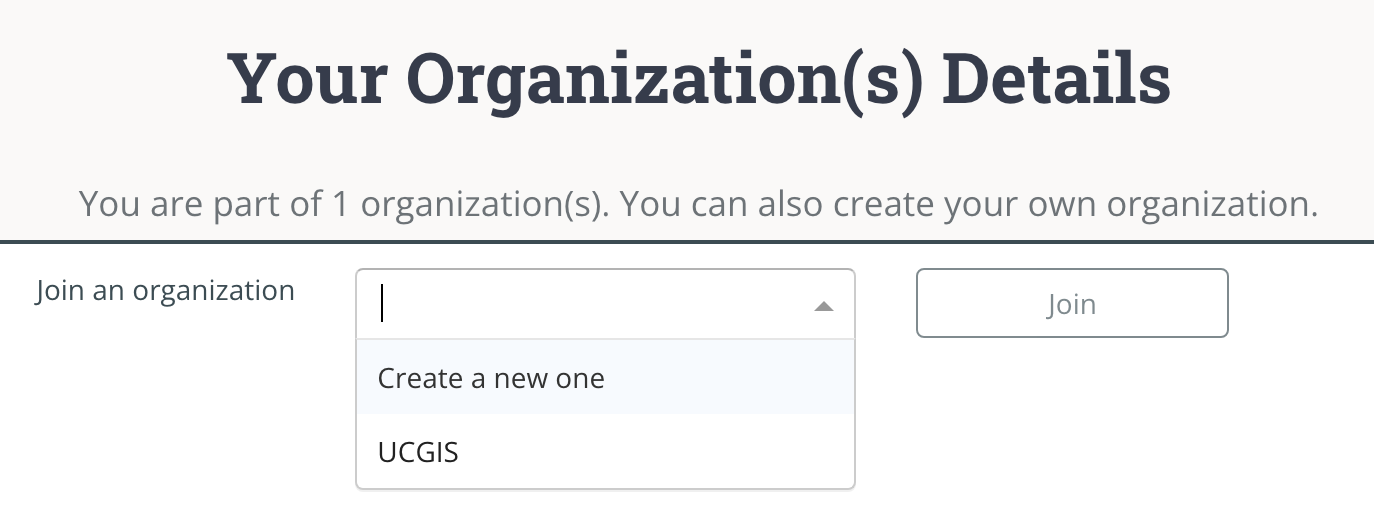 Your Organization(s) Details
You are part of 1 organization(s). You can also create your own organization.
Join an organization
Join
Create a new one
UCGIS